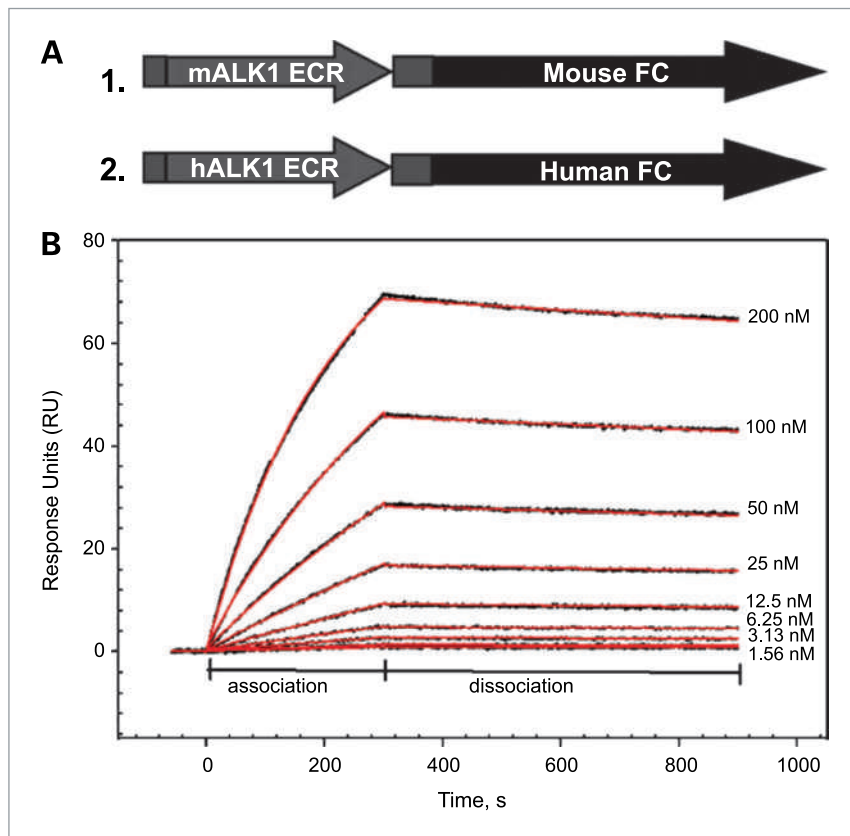 A
1.
mALK1 ECR
Mouse FC
2.
hALK1 ECR
Human FC
B
80
60
40
20
0
Response Units (RU)
200 nM
100 nM
50 nM
25 nM
12.5 nM
6.25 nM
3.13 nM
1.56 nM
association
dissociation
0 200 400 600 800 1000
Time, s